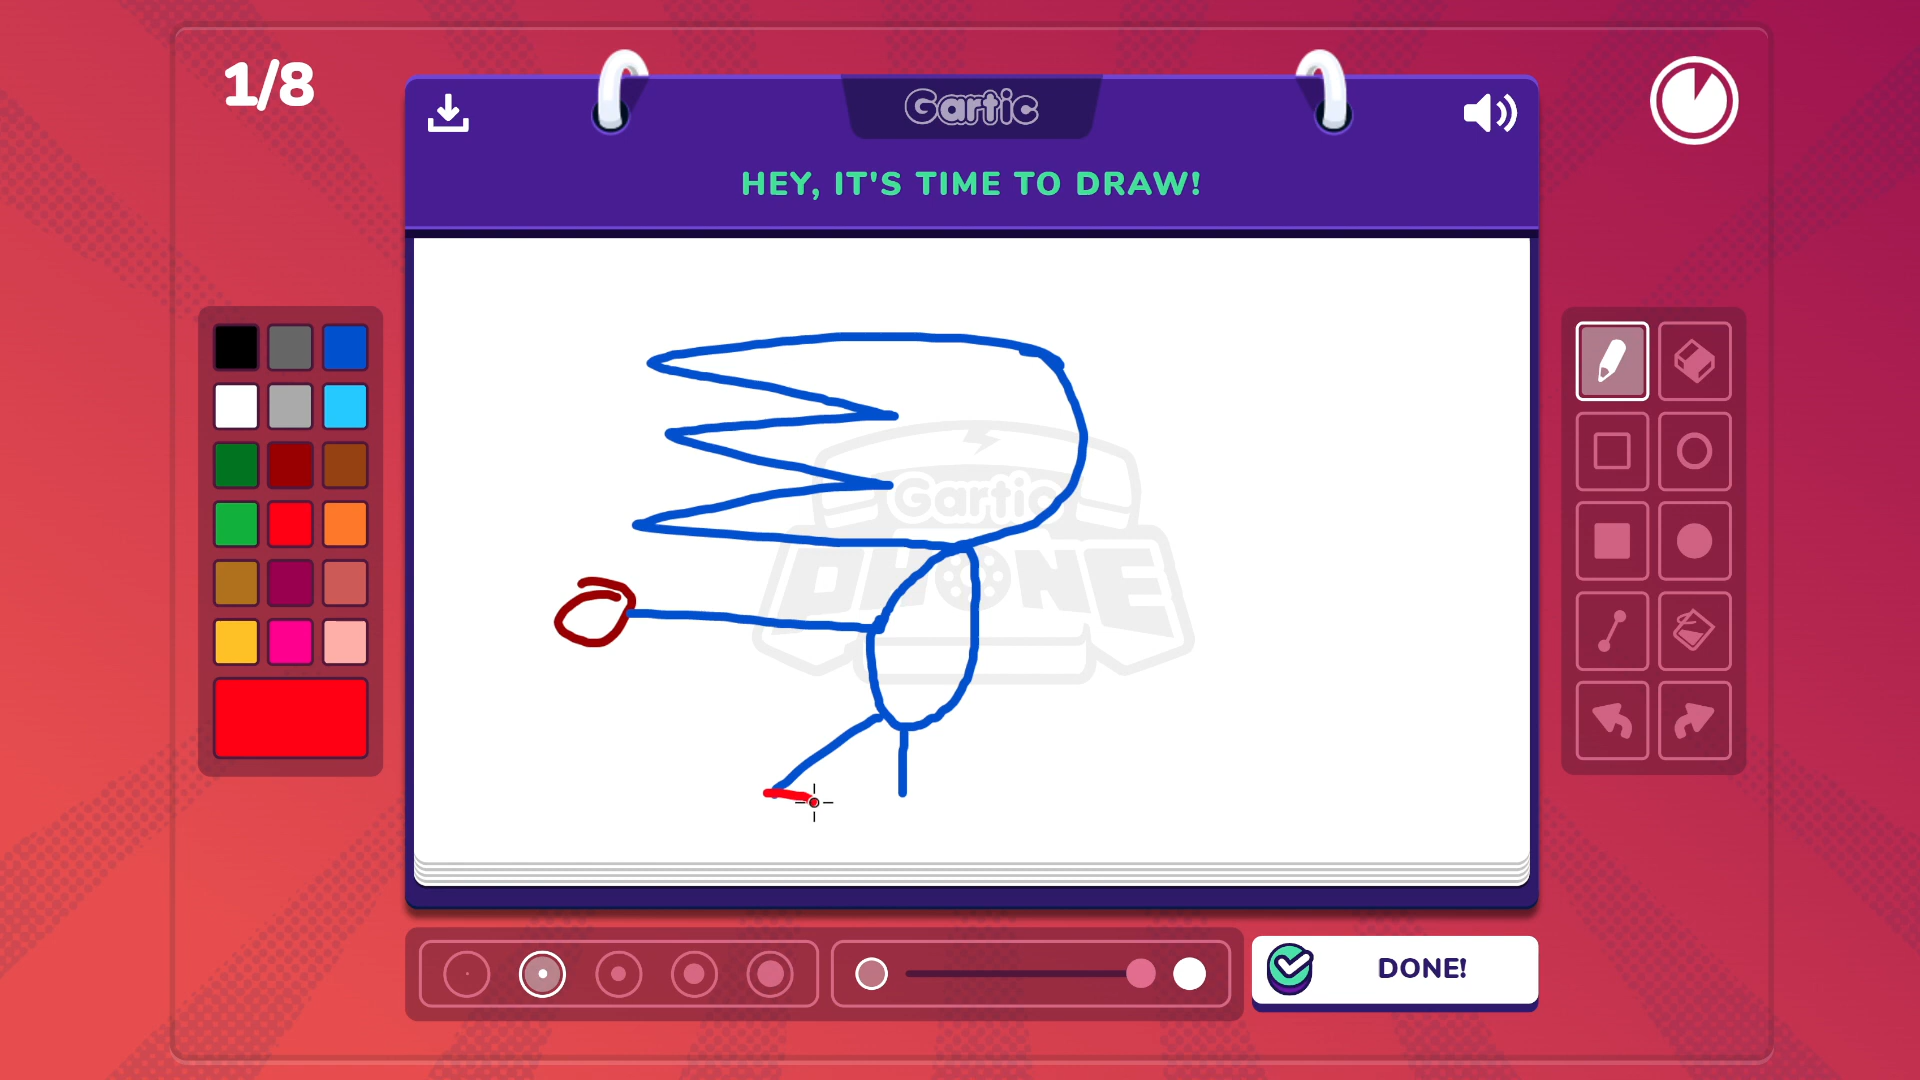 1/8
Gartic
HEY, IT'S TIME TO DRAW!
Gartic
PHONE
DONE!